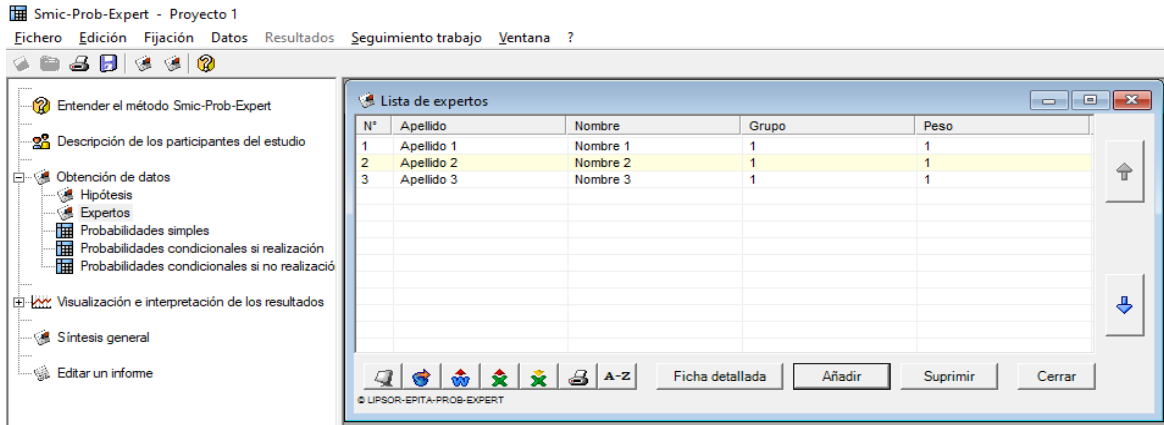 Smic-Prob-Expert - Proyecto 1
Fichero Edición Fijación Datos Resultados Seguimiento trabajo Ventana ?
Entender el método Smic-Prob-Expert
Descripción de los participantes del estudio
Obtención de datos
Hipótesis
Expertos
Probabilidades simples
Probabilidades condicionales si realización
Probabilidades condicionales si no realizació
Visualización e interpretación de los resultados
Síntesis general
Editar un informe
Lista de expertos
N° Apellido Nombre Grupo Peso
1 Apellido 1 Nombre 1 1 1
2 Apellido 2 Nombre 2 1 1
3 Apellido 3 Nombre 3 1 1
A-Z Ficha detallada Añadir Suprimir Cerrar
© LIPSOR-EPITA-PROB-EXPERT